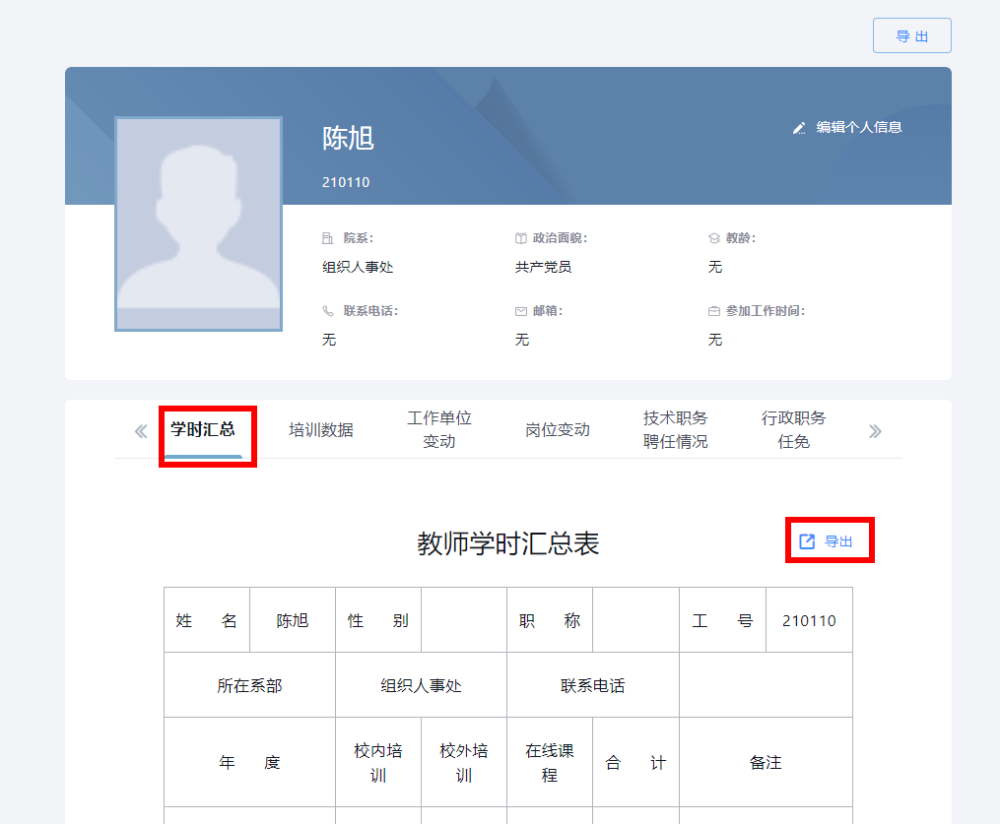 导 出
陈旭
编辑个人信息
210110
院系：
政治面貌：
教龄：
组织人事处
共产党员
无
联系电话：
邮箱：
参加工作时间：
无
无
无
学时汇总
培训数据
工作单位
变动
岗位变动
技术职务
聘任情况
行政职务
任免
教师学时汇总表
导出
姓 名
陈旭
性 别
职 称
工 号
210110
所在系部
组织人事处
联系电话
年 度
校内培
训
校外培
训
在线课
程
合 计
备注